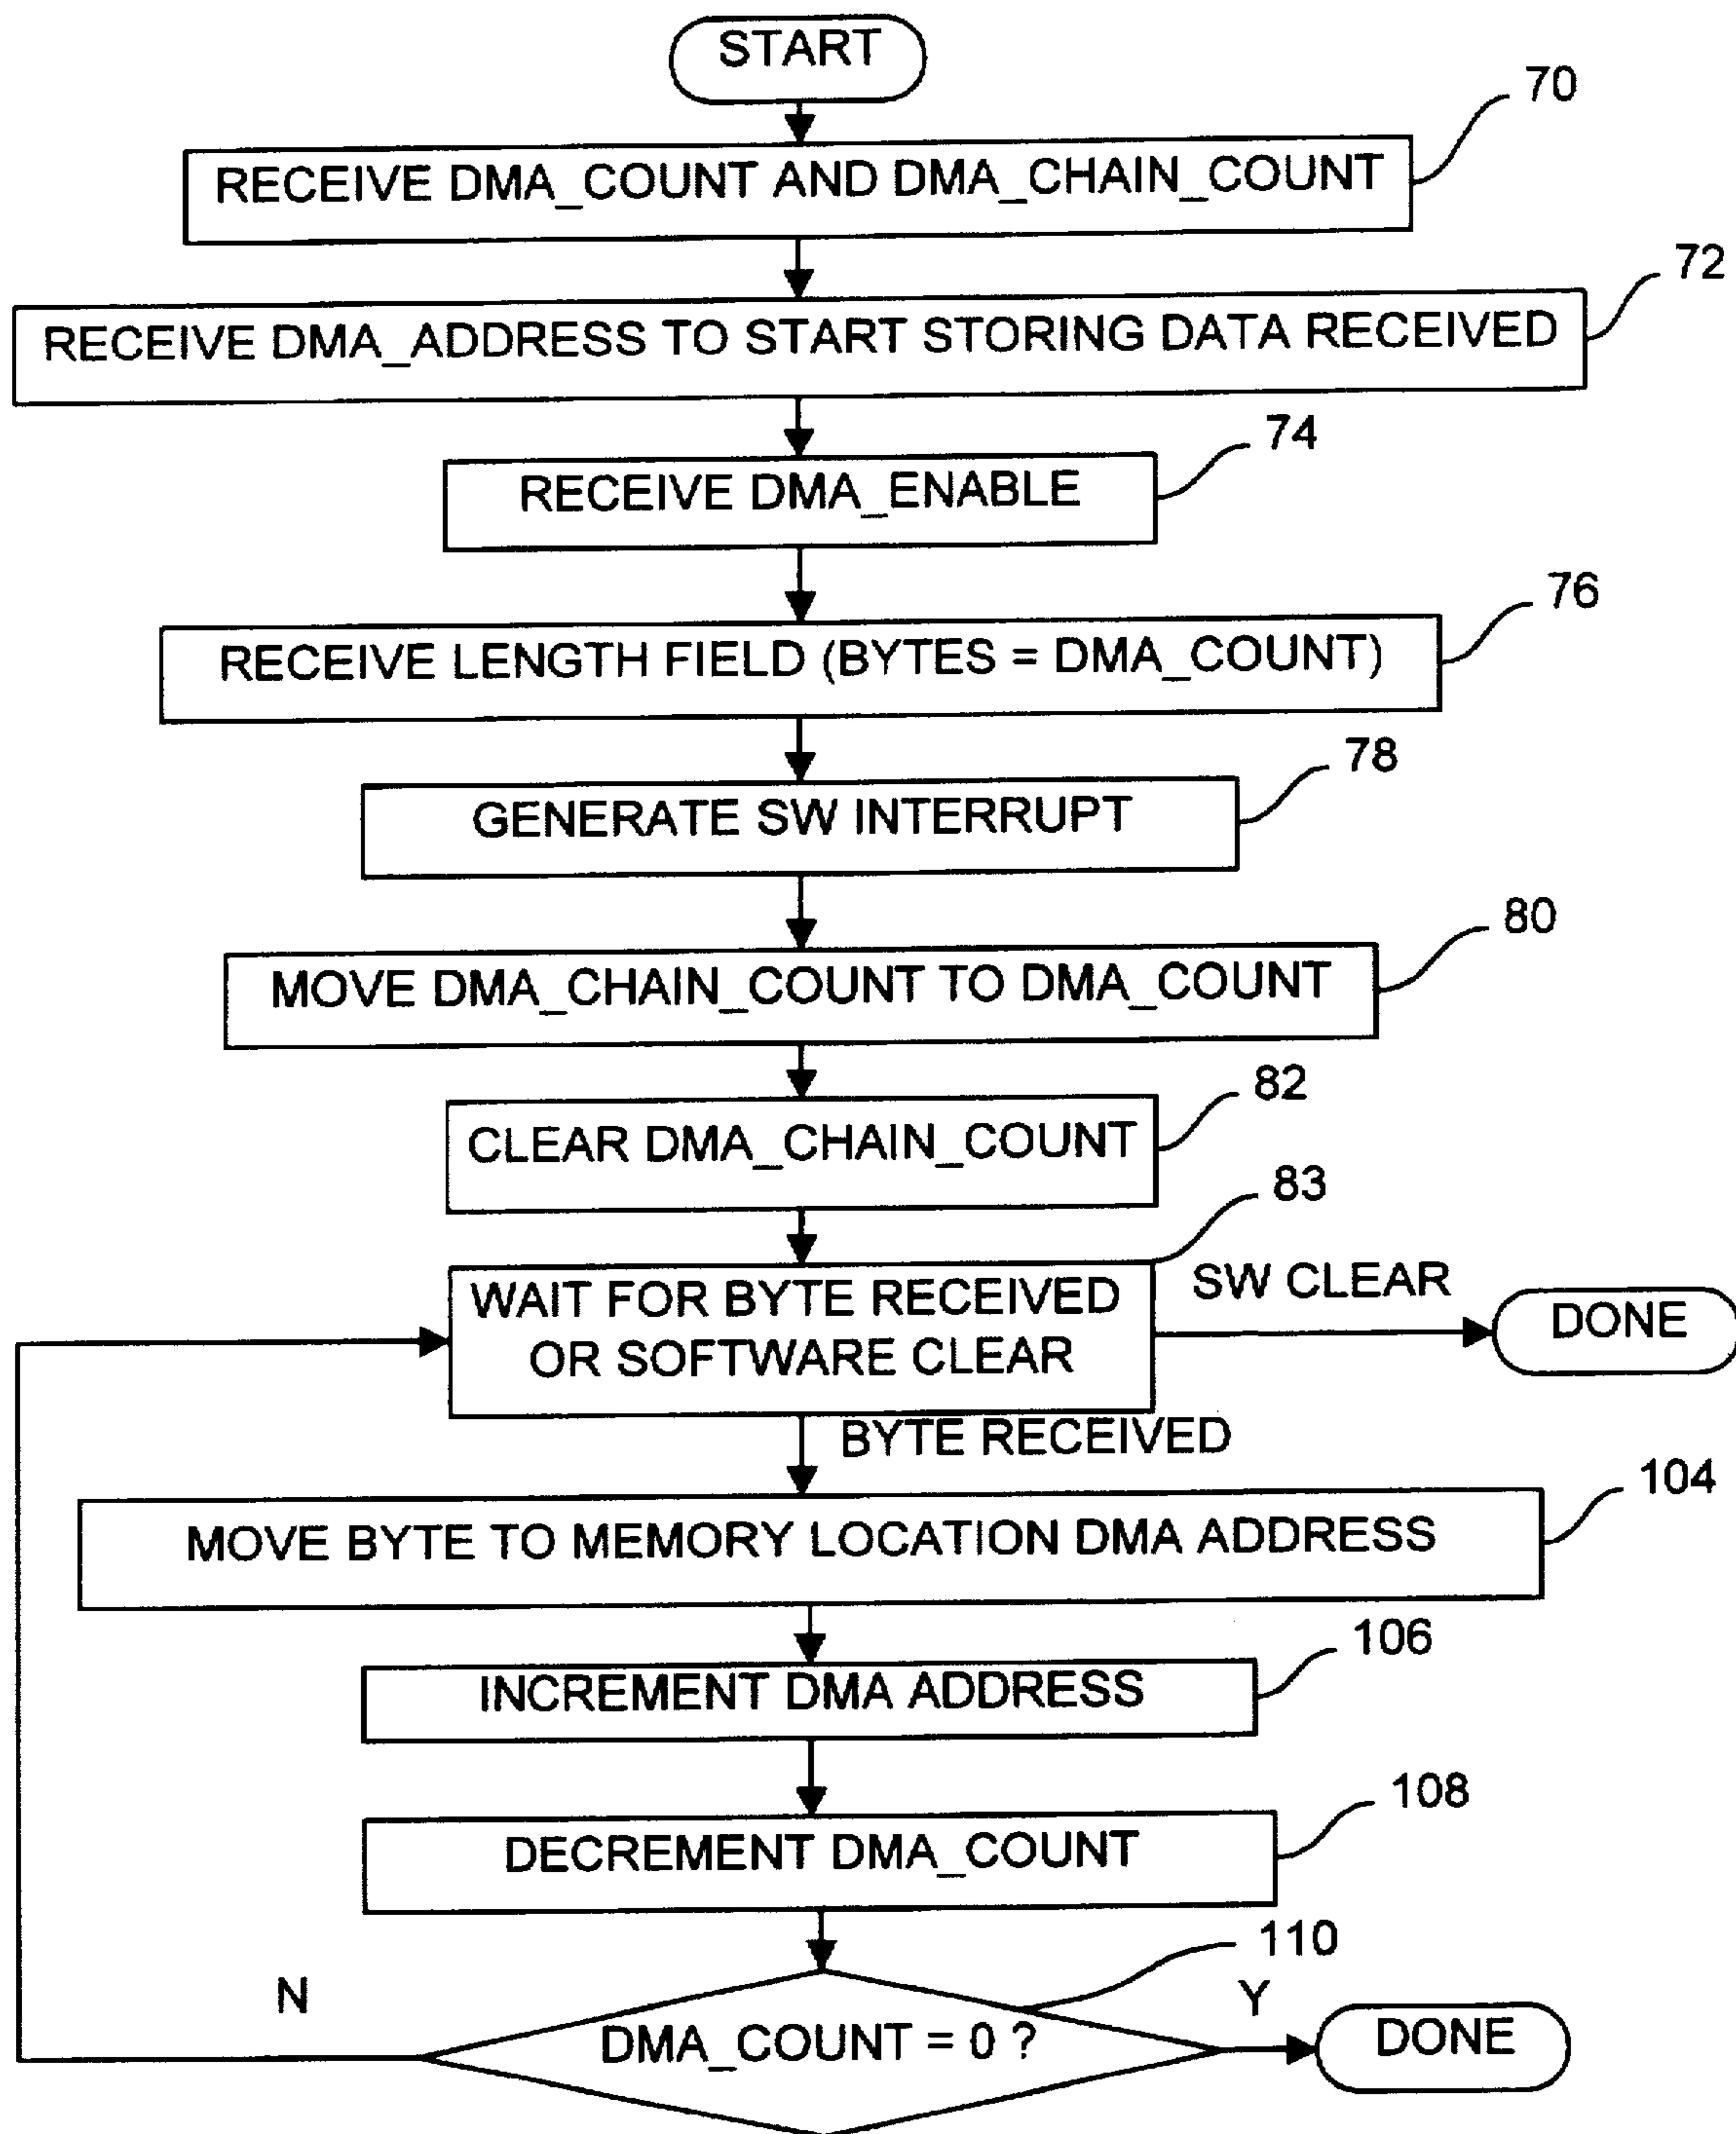 START
70
RECEIVE DMA_COUNT AND DMA_CHAIN_COUNT
72
RECEIVE DMA_ADDRESS TO START STORING DATA RECEIVED
74
RECEIVE DMA_ENABLE
76
RECEIVE LENGTH FIELD (BYTES = DMA_COUNT)
78
GENERATE SW INTERRUPT
80
MOVE DMA_CHAIN_COUNT TO DMA_COUNT
82
CLEAR DMA_CHAIN_COUNT
83
WAIT FOR BYTE RECEIVED
OR SOFTWARE CLEAR
SW CLEAR
DONE
BYTE RECEIVED
104
MOVE BYTE TO MEMORY LOCATION DMA ADDRESS
106
INCREMENT DMA ADDRESS
108
DECREMENT DMA_COUNT
110
N
DMA_COUNT = 0 ?
Y
DONE